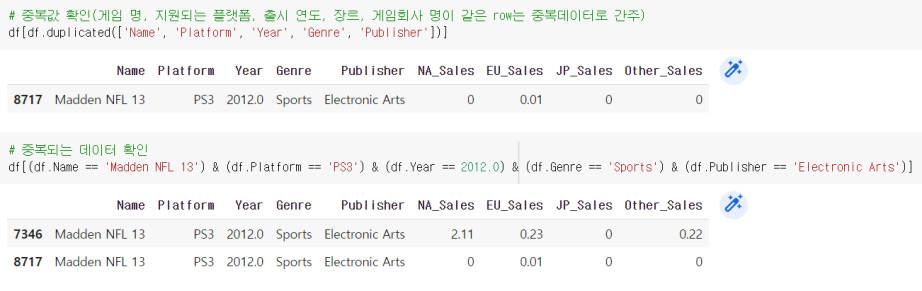 # 중복값 확인(게임 명, 지원되는 플랫폼, 출시 연도, 장르, 게임회사 명이 같은 row는 중복데이터로 간주)
df[df.duplicated(['Name', 'Platform', 'Year', 'Genre', 'Publisher'])]
Name Platform Year Genre Publisher NA_Sales EU_Sales JP_Sales Other_Sales
8717 Madden NFL 13 PS3 2012.0 Sports Electronic Arts 0 0.01 0 0
# 중복되는 데이터 확인
df[(df.Name == 'Madden NFL 13') & (df.Platform == 'PS3') & (df.Year == 2012.0) & (df.Genre == 'Sports') & (df.Publisher == 'Electronic Arts')]
Name Platform Year Genre Publisher NA_Sales EU_Sales JP_Sales Other_Sales
7346 Madden NFL 13 PS3 2012.0 Sports Electronic Arts 2.11 0.23 0 0.22
8717 Madden NFL 13 PS3 2012.0 Sports Electronic Arts 0 0.01 0 0